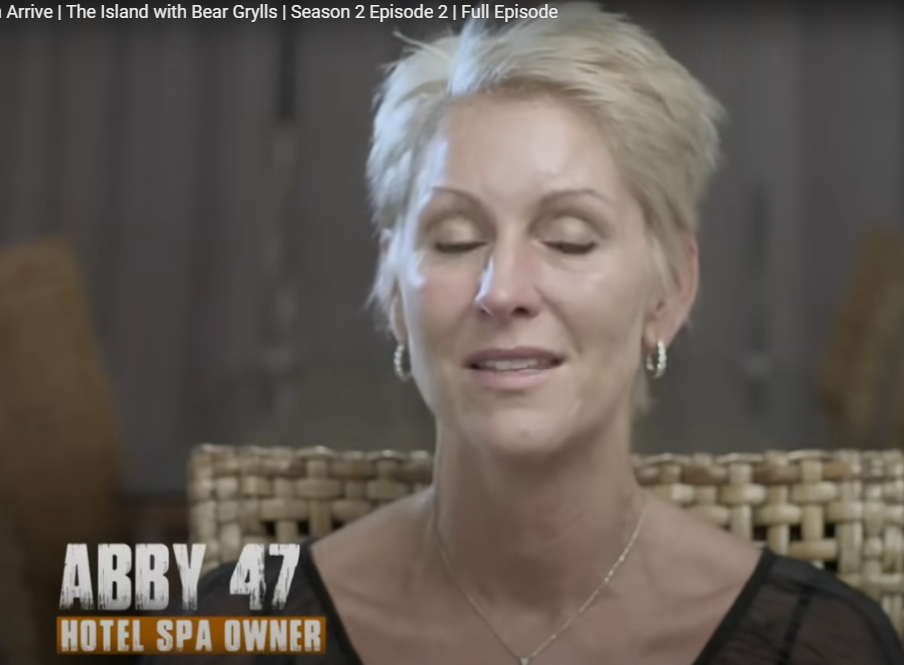 Arrive | The Island with Bear Grylls | Season 2 Episode 2 | Full Episode
ABBY 47
HOTEL SPA OWNER